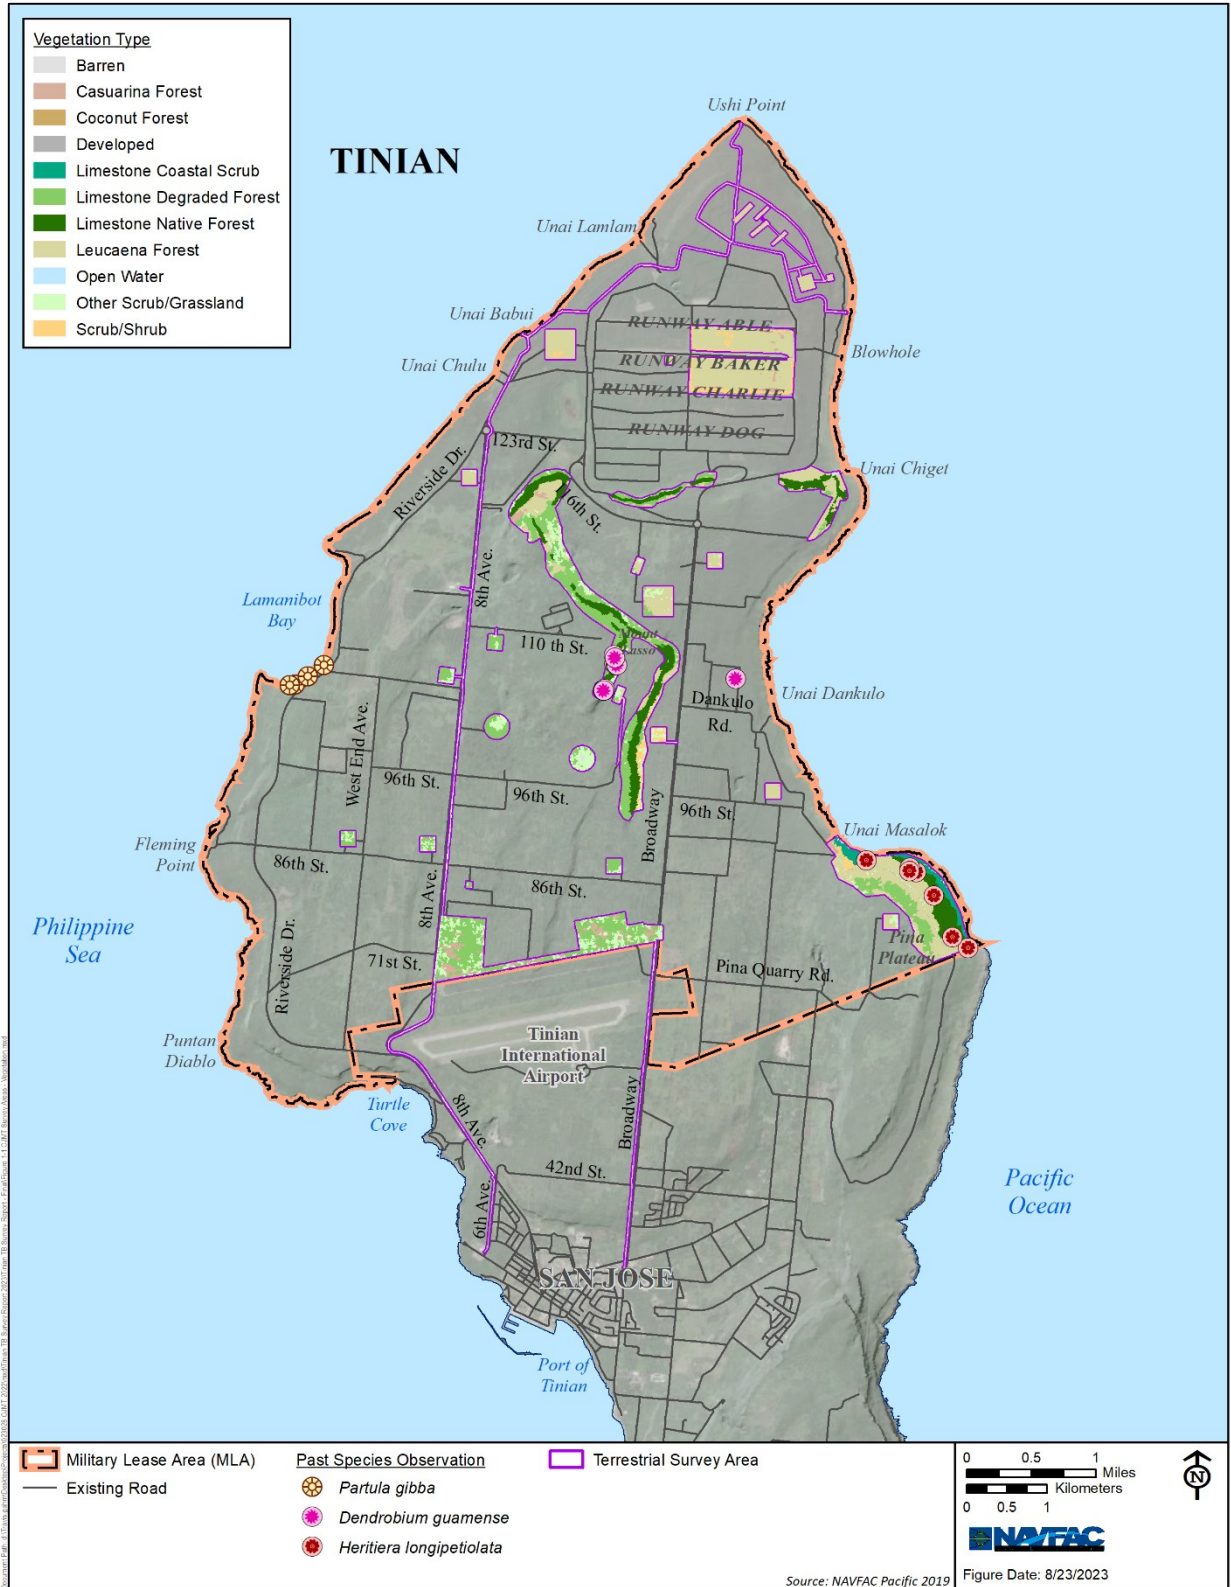 Vegetation Type
Barren
Casuarina Forest
Coconut Forest
Developed
Limestone Coastal Scrub
Limestone Degraded Forest
Limestone Native Forest
Leucaena Forest
Open Water
Other Scrub/Grassland
Scrub/Shrub
TINIAN
Ushi Point
Unai Lamlam
Unai Babui
RUNWAY ABLE
Blowhole
Unai Chulu
RUNWAY BAKER
RUNWAY CHARLIE
RUNWAY DOG
123rd St.
Riverside Dr.
Unai Chiget
116th St.
8th Ave.
Lamanibot
Bay
110 th St.
Mount
Lasso
Unai Dankulo
Dankulo
Rd.
West End Ave.
96th St.
96th St.
96th St.
Broadway
Unai Masalok
Fleming
Point
86th St.
86th St.
8th Ave.
Philippine
Sea
Riverside Dr.
71st St.
Pina
Plateau
Pina Quarry Rd.
Puntan
Diablo
Tinian
International
Airport
Turtle
Cove
8th Ave.
Broadway
42nd St.
6th Ave.
Pacific
Ocean
SAN JOSE
Port of
Tinian
Military Lease Area (MLA)
Existing Road
Past Species Observation
Partula gibba
Dendrobium guamense
Heritiera longipetiolata
Terrestrial Survey Area
0 0.5 1
Miles
Kilometers
0 0.5 1
N
NAVFAC
Source: NAVFAC Pacific 2019
Figure Date: 8/23/2023